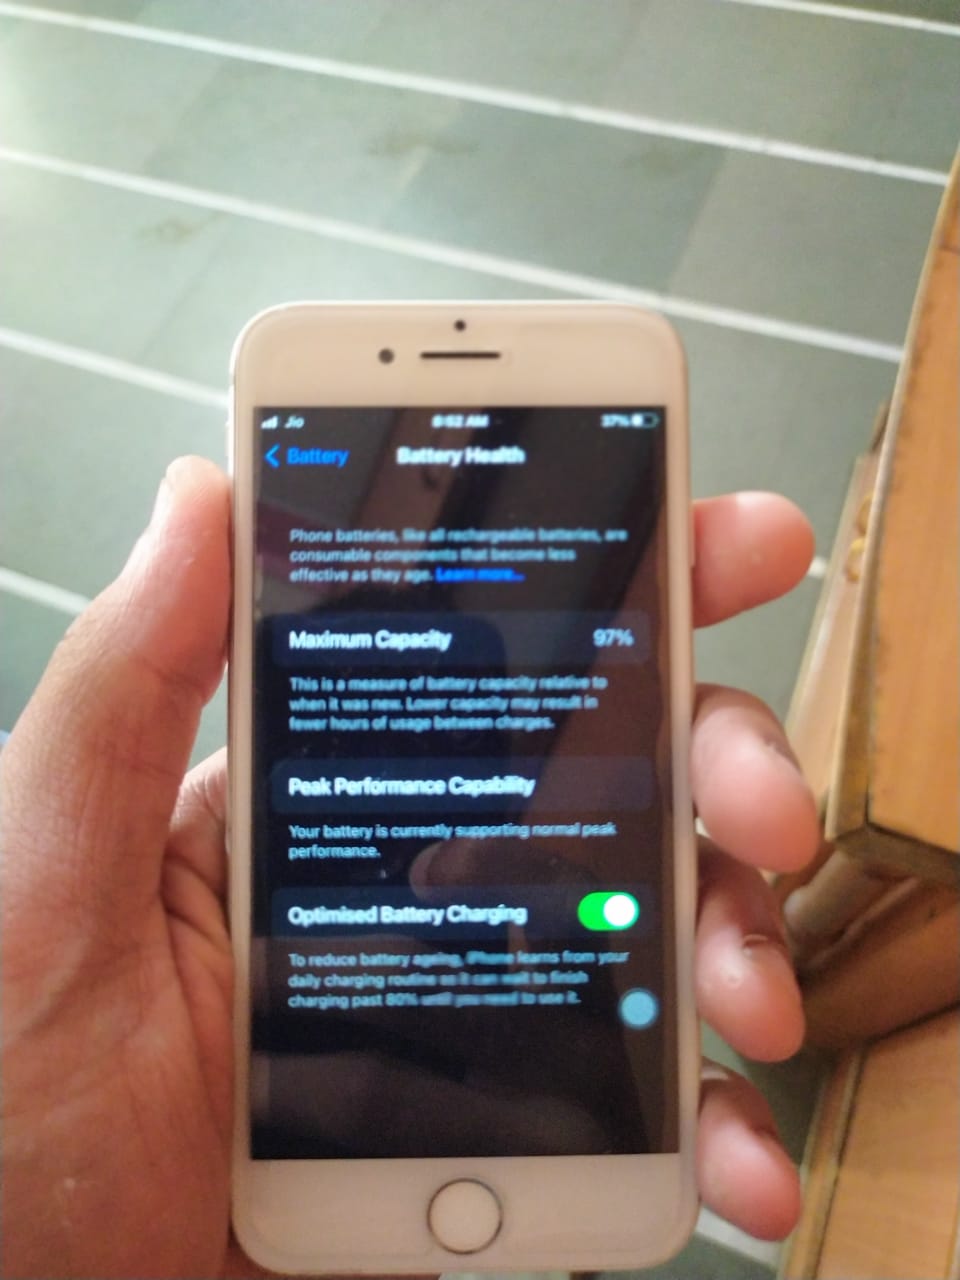 Jio 8:52 AM 37%
Battery Battery Health
Phone batteries, like all rechargeable batteries, are
consumable components that become less
effective as they age. Learn more...
Maximum Capacity 97%
This is a measure of battery capacity relative to
when it was new. Lower capacity may result in
fewer hours of usage between charges.
Peak Performance Capability
Your battery is currently supporting normal peak
performance.
Optimised Battery Charging
To reduce battery ageing, iPhone learns from your
daily charging routine so it can wait to finish
charging past 80% until you need to use it.